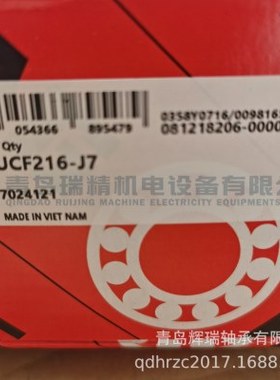 054366 895479
0358Y0716/009816
081218206-0000
Qty
JCF216-J7
7024121
MADE IN VIET NAM
青岛瑞精机电设备有限公司
QINGDAO RUIJING MACHINE ELECTRICITY EQUIPMENTS
青岛辉瑞轴承有限
qdhrzc2017.1688